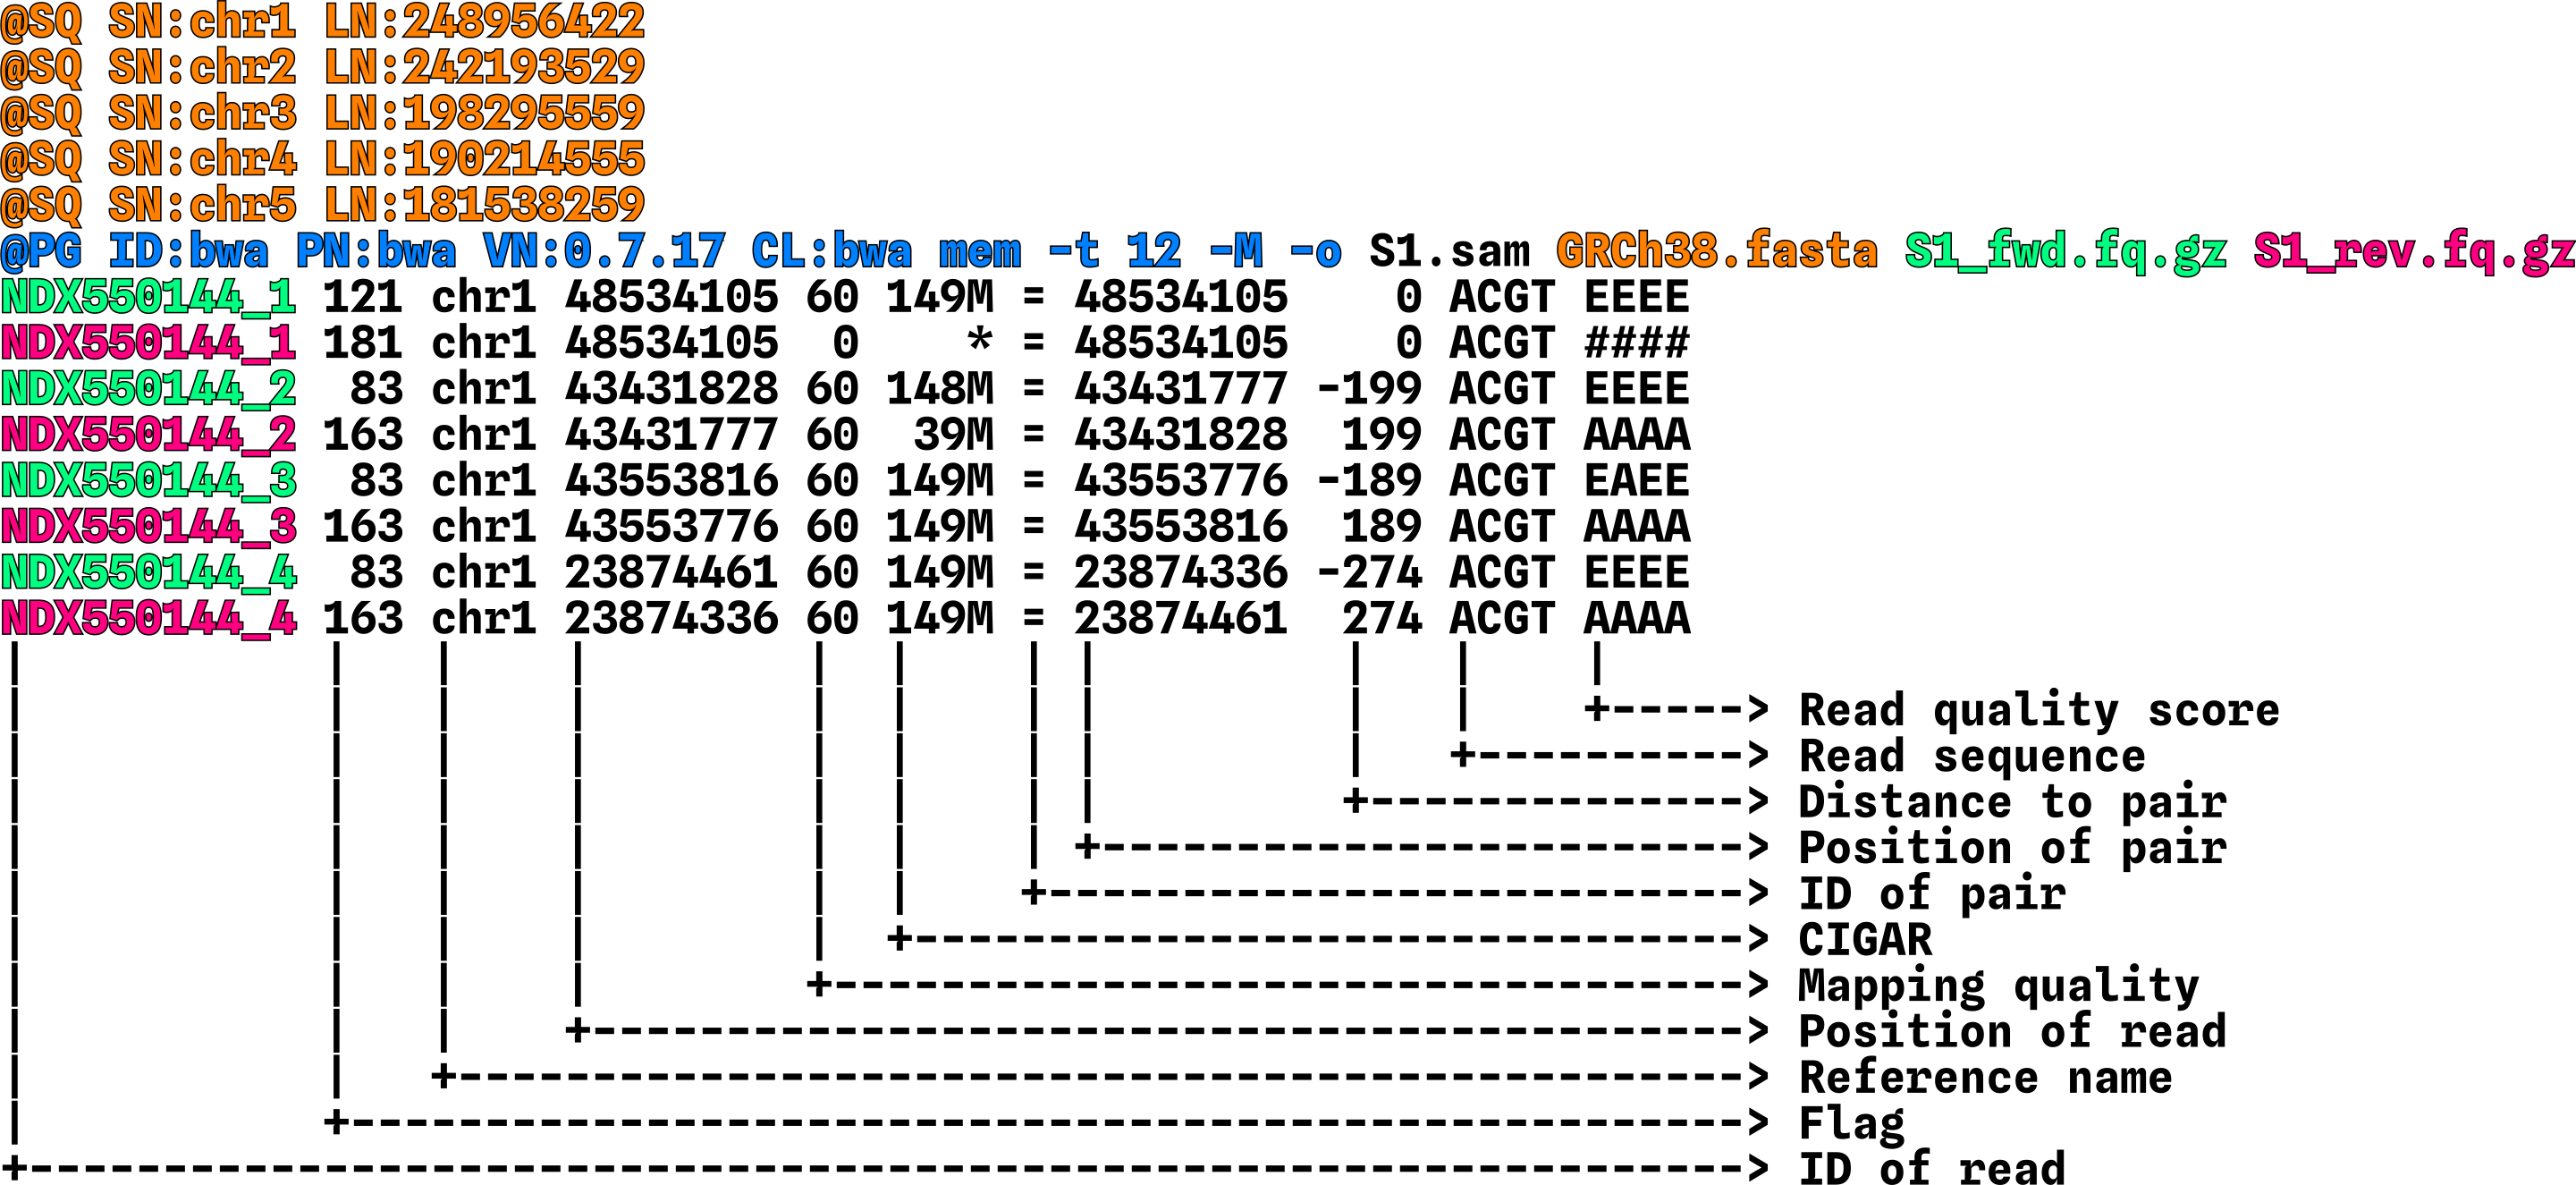 @SQ SN:chr1 LN:248956422
@SQ SN:chr2 LN:242193529
@SQ SN:chr3 LN:198295559
@SQ SN:chr4 LN:190214555
@SQ SN:chr5 LN:181538259
@PG ID:bwa PN:bwa VN:0.7.17 CL:bwa mem -t 12 -M -o S1.sam GRCh38.fasta S1_fwd.fq.gz S1_rev.fq.gz
NDX550144_1 121 chr1 48534105 60 149M = 48534105 0 ACGT EEEE
NDX550144_1 181 chr1 48534105 0 * = 48534105 0 ACGT ####
NDX550144_2 83 chr1 43431828 60 148M = 43431777 -199 ACGT EEEE
NDX550144_2 163 chr1 43431777 60 39M = 43431828 199 ACGT AAAA
NDX550144_3 83 chr1 43553816 60 149M = 43553776 -189 ACGT EAEE
NDX550144_3 163 chr1 43553776 60 149M = 43553816 189 ACGT AAAA
NDX550144_4 83 chr1 23874461 60 149M = 23874336 -274 ACGT EEEE
NDX550144_4 163 chr1 23874336 60 149M = 23874461 274 ACGT AAAA
Read quality score
Read sequence
Distance to pair
Position of pair
ID of pair
CIGAR
Mapping quality
Position of read
Reference name
Flag
ID of read